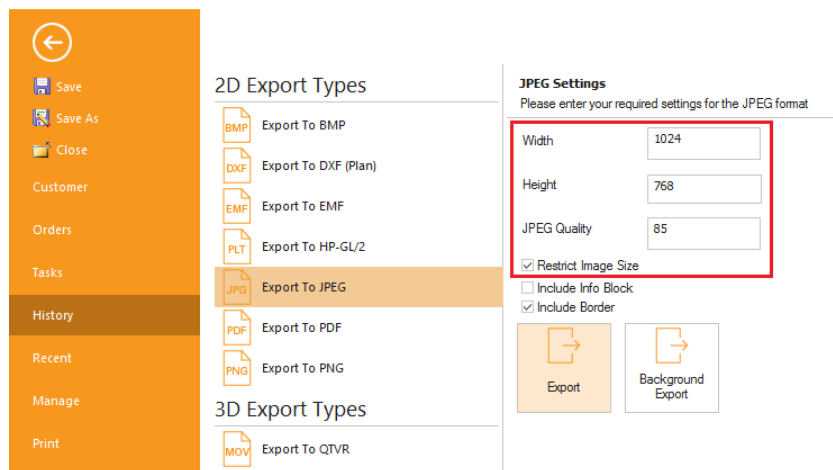 Save
Save As
Close
Customer
Orders
Tasks
History
Recent
Manage
Print
2D Export Types
BMP Export To BMP
DXF Export To DXF (Plan)
EMF Export To EMF
PLT Export To HP-GL/2
JPG Export To JPEG
PDF Export To PDF
PNG Export To PNG
3D Export Types
MOV Export To QTVR
JPEG Settings
Please enter your required settings for the JPEG format
Width 1024
Height 768
JPEG Quality 85
Restrict Image Size
Include Info Block
Include Border
Export
Background
Export